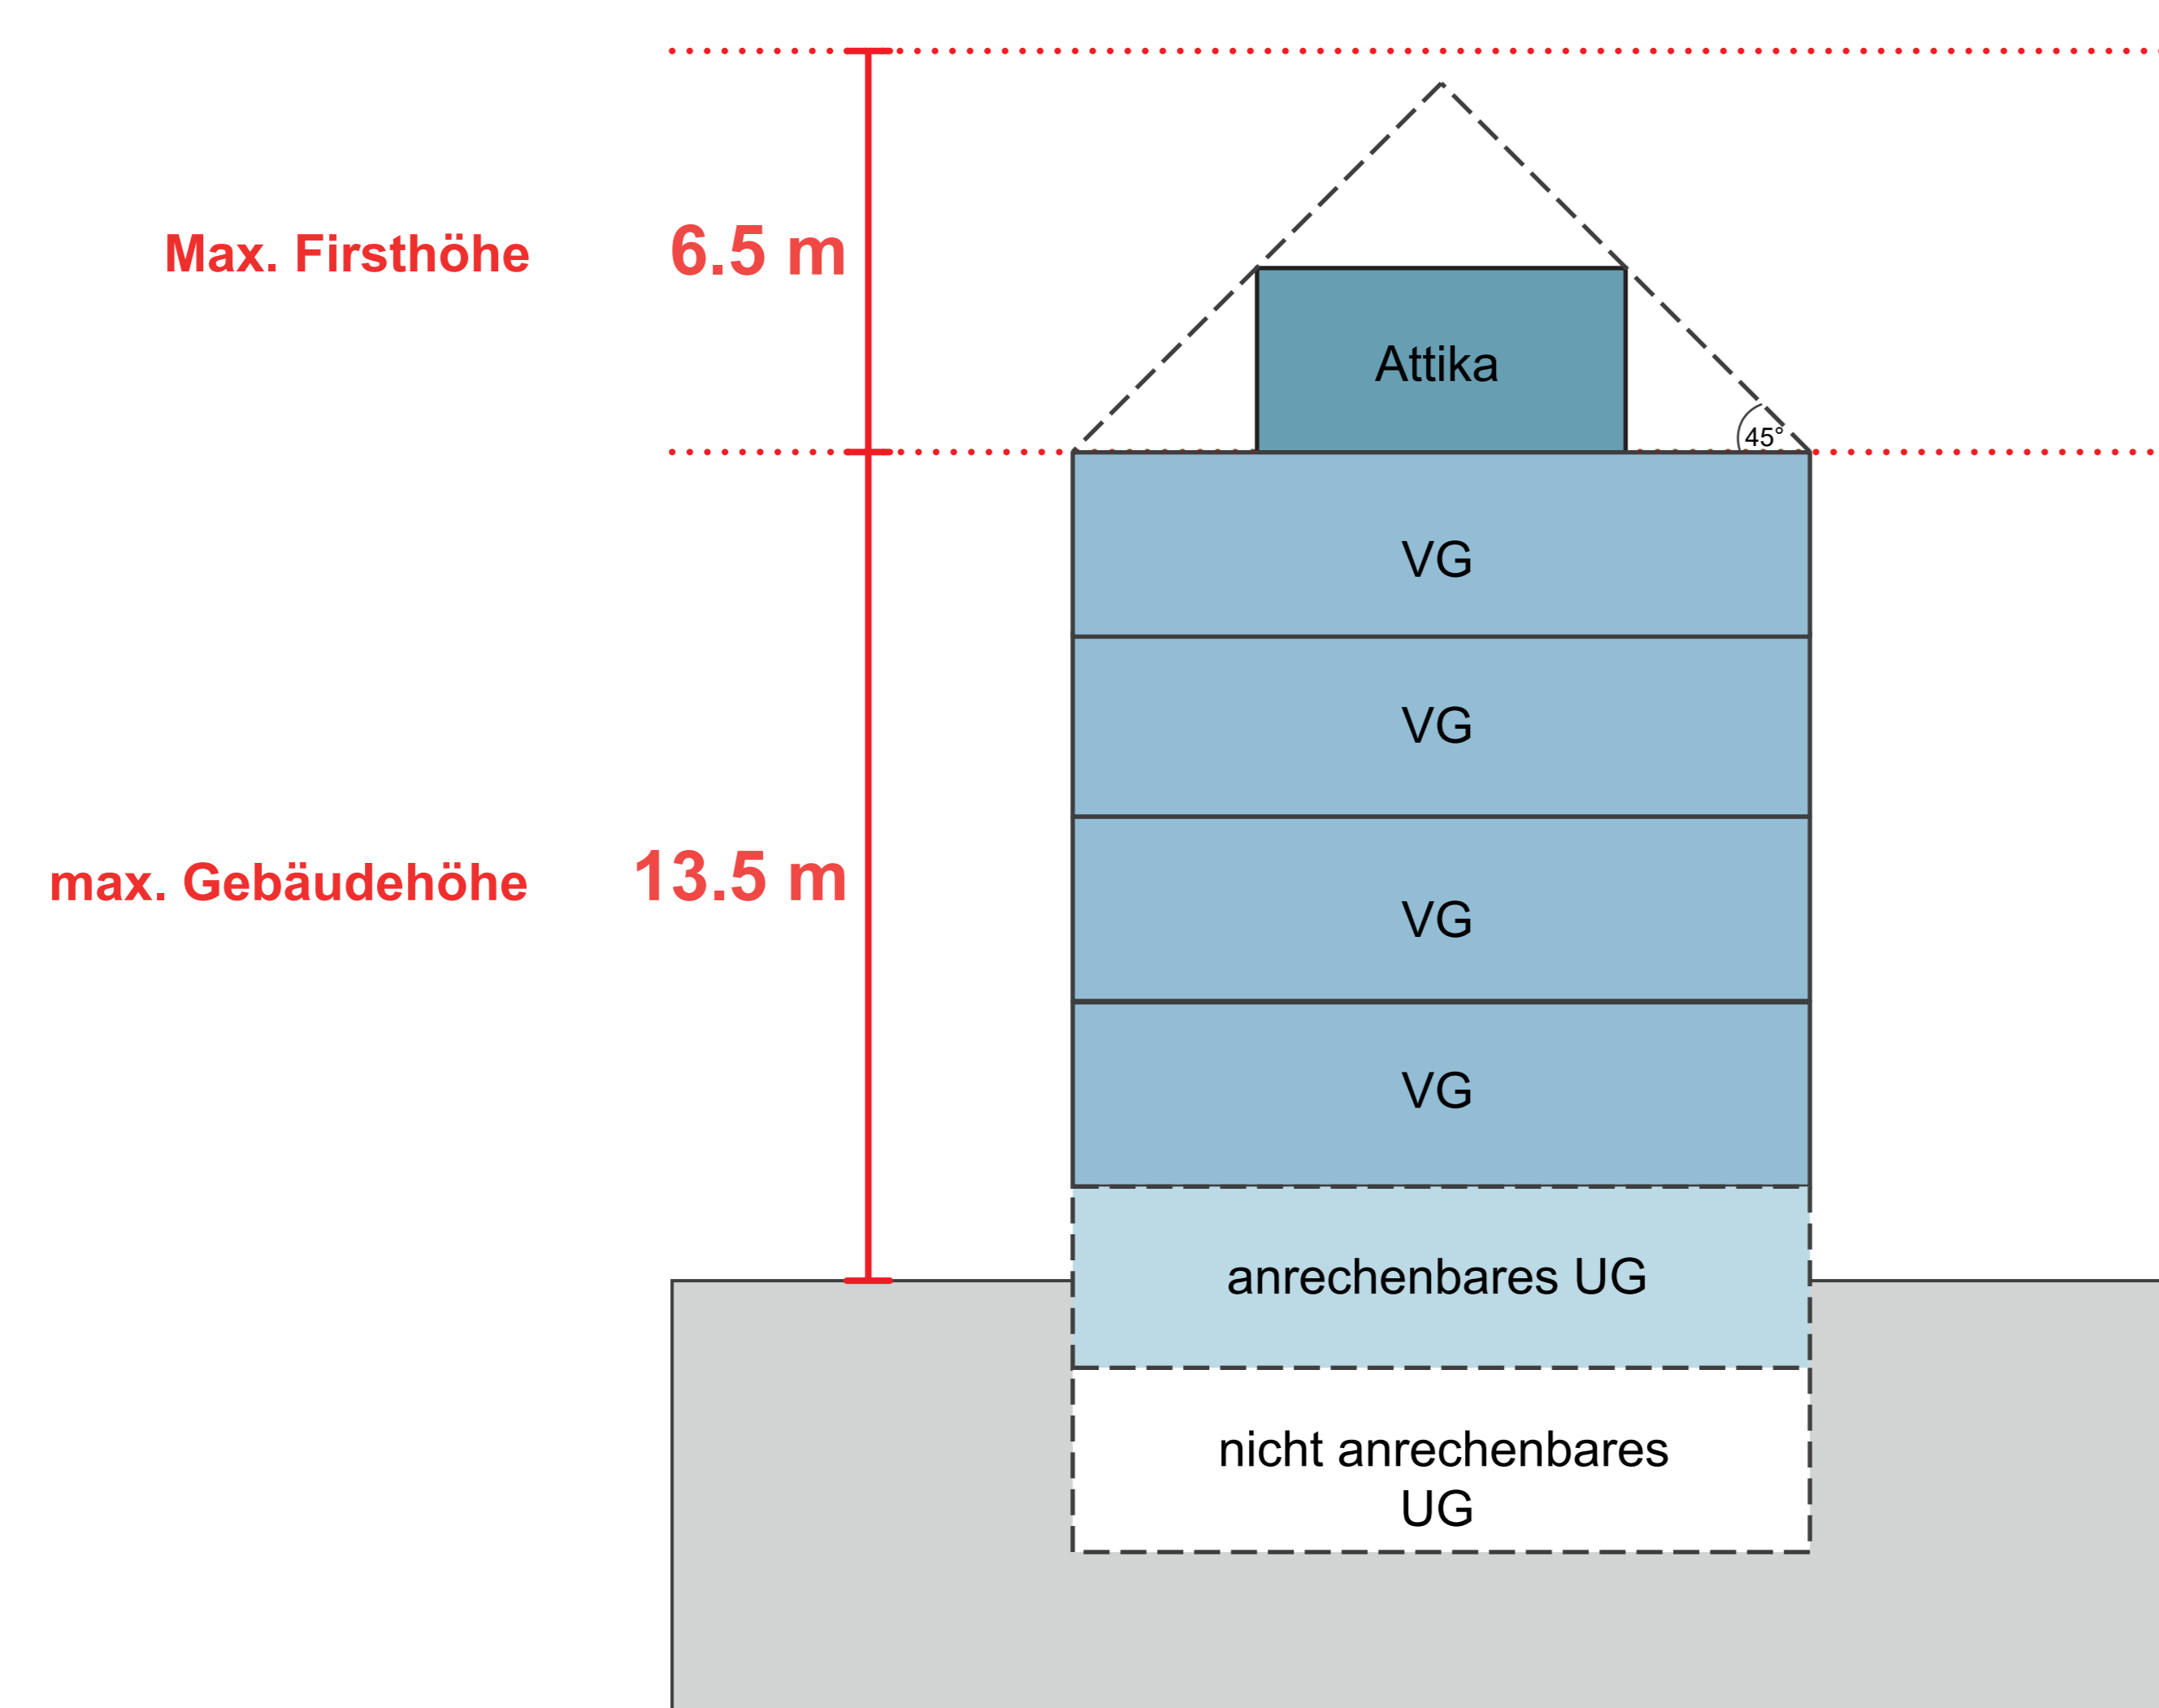 Max. Firsthöhe 6.5 m
Attika
45°
VG
VG
max. Gebäudehöhe 13.5 m
VG
VG
anrechenbares UG
nicht anrechenbares
UG